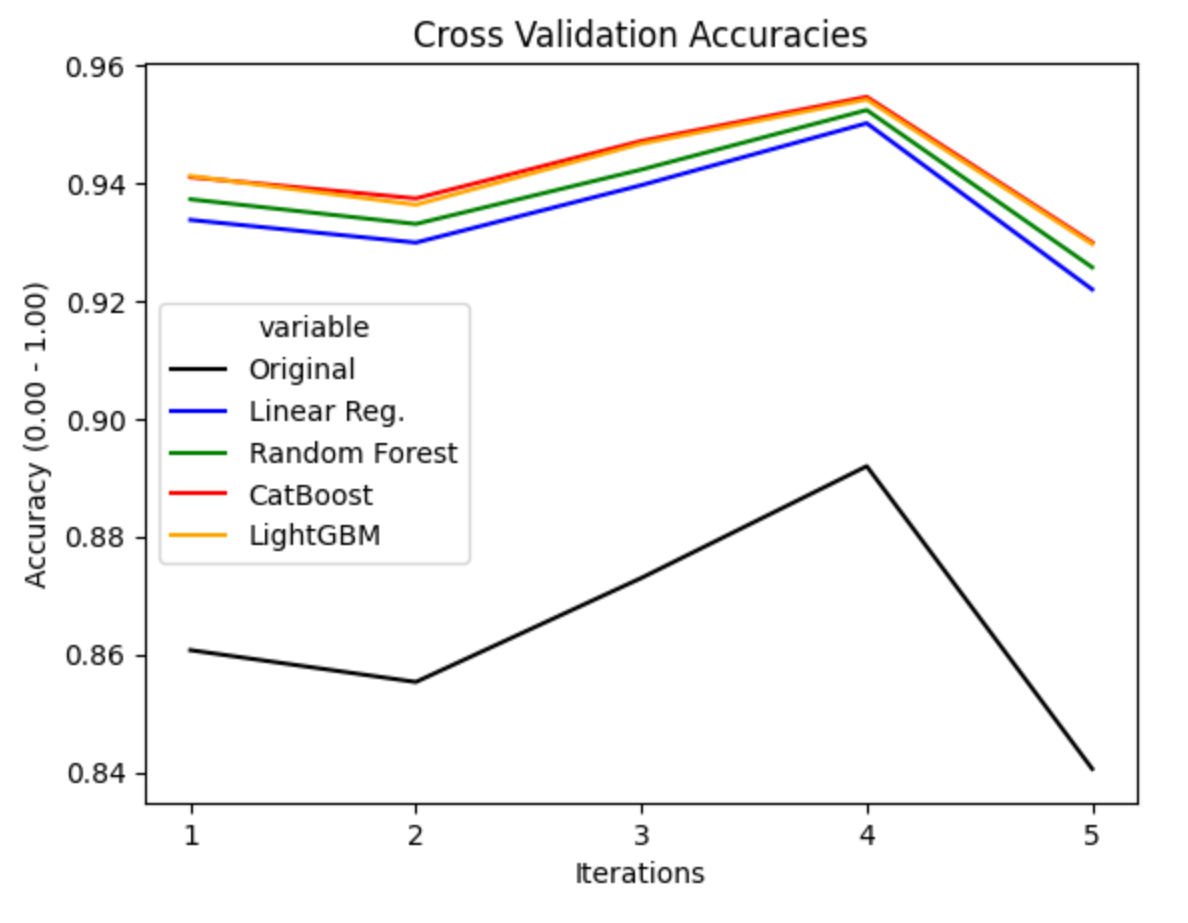 Cross Validation Accuracies
0.96
0.94
0.92
0.90
0.88
0.86
0.84
Accuracy (0.00 - 1.00)
variable
Original
Linear Reg.
Random Forest
CatBoost
LightGBM
1 2 3 4 5
Iterations